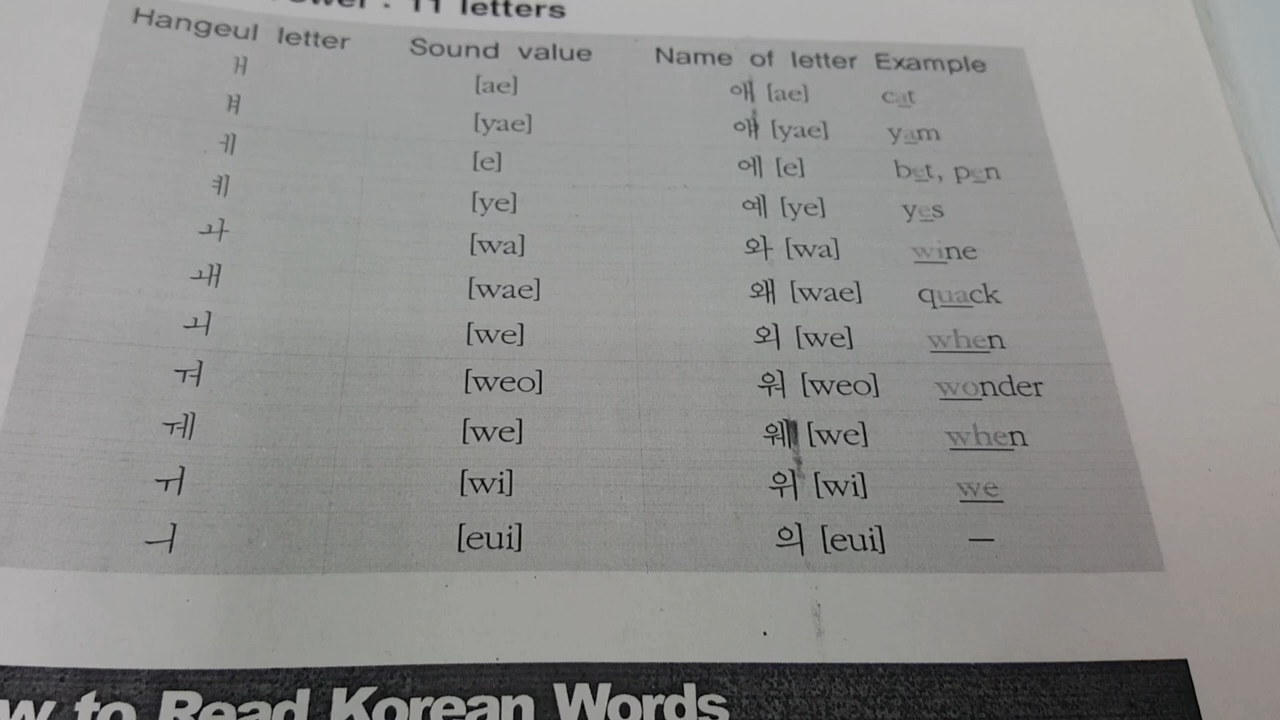 : 11 letters
Hangeul letter Sound value Name of letter Example
ㅐ [ae] 애 [ae] cat
ㅒ [yae] 얘 [yae] yam
ㅔ [e] 에 [e] bet, pen
ㅖ [ye] 예 [ye] yes
ㅘ [wa] 와 [wa] wine
ㅙ [wae] 왜 [wae] quack
ㅚ [we] 외 [we] when
ㅝ [weo] 워 [weo] wonder
ㅞ [we] 웨 [we] when
ㅟ [wi] 위 [wi] we
ㅢ [eui] 의 [eui] —
to Read Korean Words